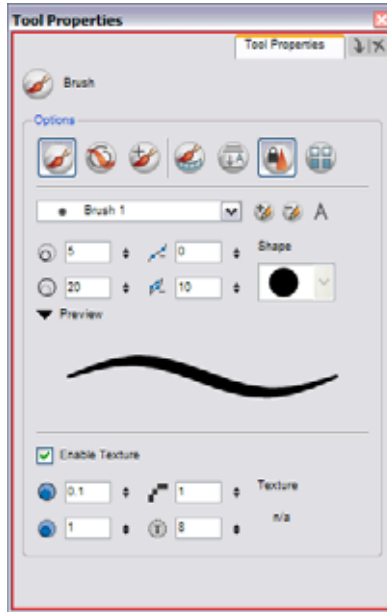 Tool Properties
Tool Properties
Brush
Options
Brush 1
A
5
0
Shape
20
10
Preview
Enable Texture
0.1
1
Texture
1
8
n/a